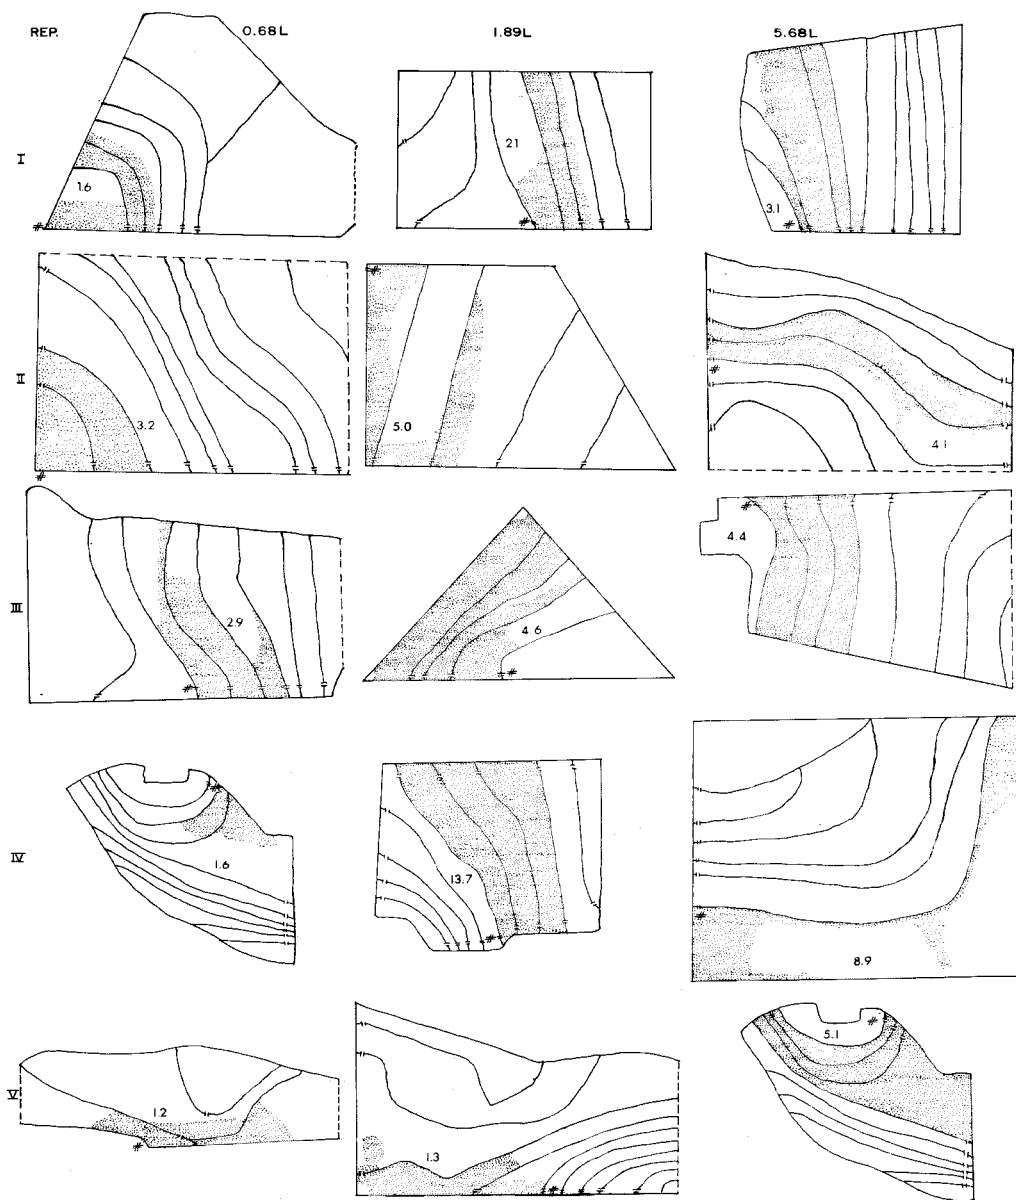 REP. 0.68L 1.89L 5.68L
I 1.6 21 3.1
II 3.2 5.0 4.1
III 2.9 4.6 4.4
IV 1.6 13.7 8.9
V 1.2 1.3 5.1